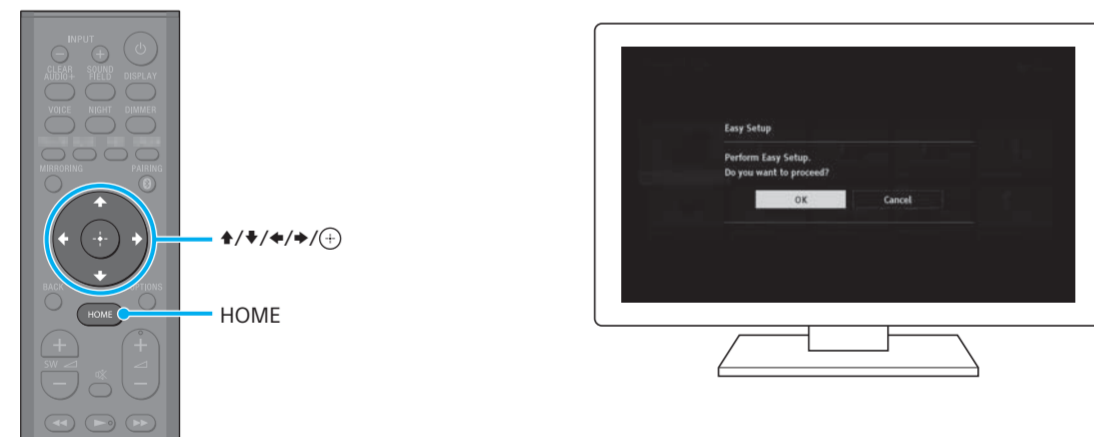 INPUT
CLEAR AUDIO+
SOUND FIELD
DISPLAY
VOICE
NIGHT
DIMMER
MIRRORING
PAIRING
BACK
OPTIONS
HOME
SW
↑/↓/←/→/
HOME
Easy Setup
Perform Easy Setup.
Do you want to proceed?
OK
Cancel